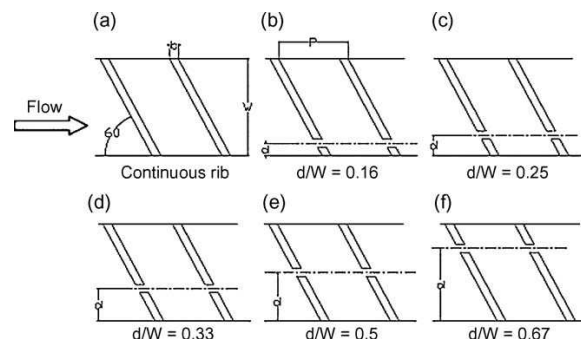 (a)
(b)
(c)
b
P
Flow
60
W
d
d
Continuous rib
d/W = 0.16
d/W = 0.25
(d)
(e)
(f)
d
d
d
d/W = 0.33
d/W = 0.5
d/W = 0.67